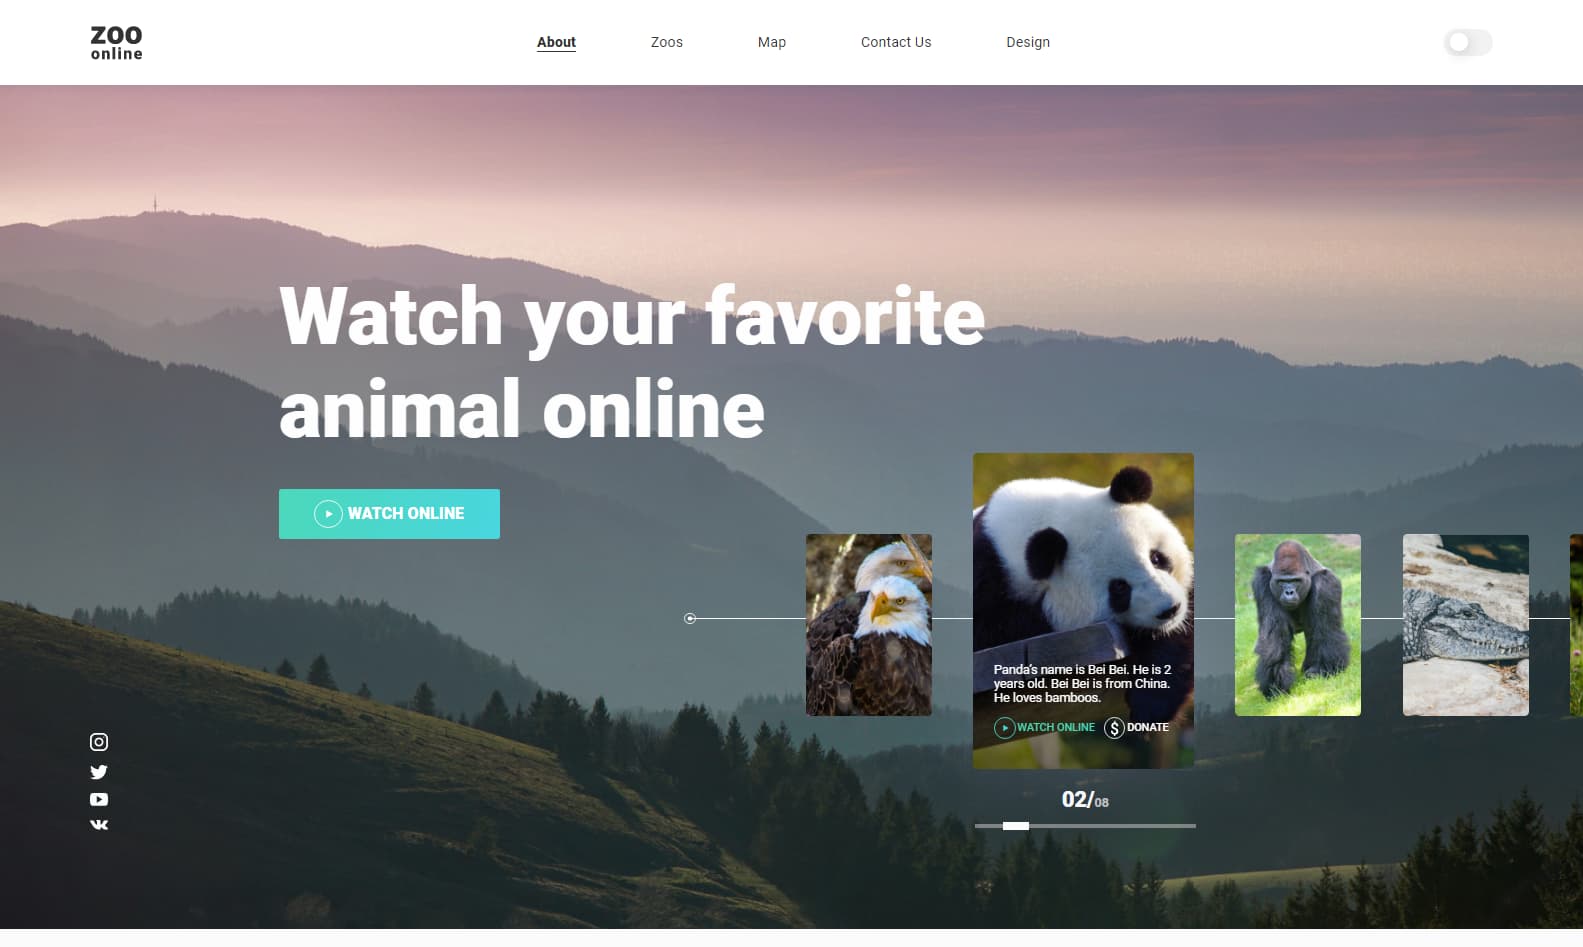 ZOO
online
About
Zoos
Map
Contact Us
Design
Watch your favorite
animal online
WATCH ONLINE
Panda's name is Bei Bei. He is 2
years old. Bei Bei is from China.
He loves bamboos.
WATCH ONLINE
$ DONATE
02/08